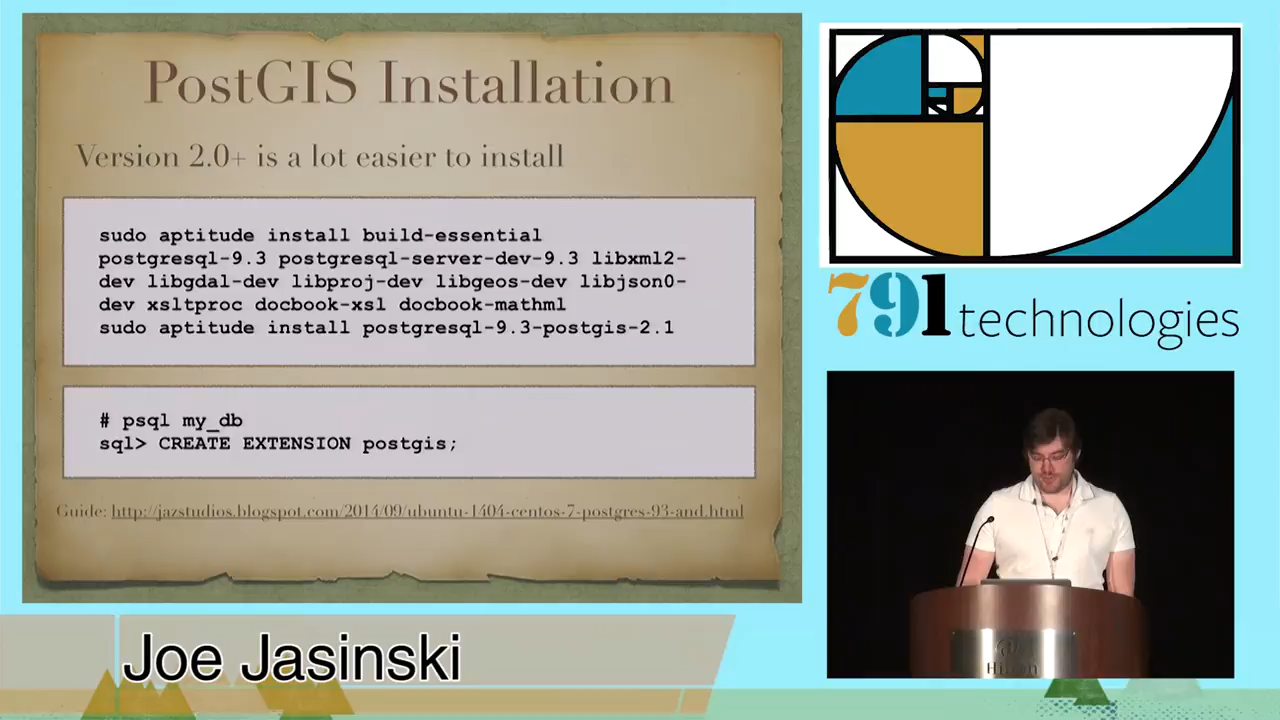 PostGIS Installation
Version 2.0+ is a lot easier to install
sudo aptitude install build-essential
postgresql-9.3 postgresql-server-dev-9.3 libxml2-
dev libgdal-dev libproj-dev libgeos-dev libjson0-
dev xsltproc docbook-xsl docbook-mathml
sudo aptitude install postgresql-9.3-postgis-2.1
# psql my_db
sql> CREATE EXTENSION postgis;
Guide: http://jazstudios.blogspot.com/2014/09/ubuntu-1404-centos-7-postgres-93-and.html
791 technologies
Hilton
Joe Jasinski